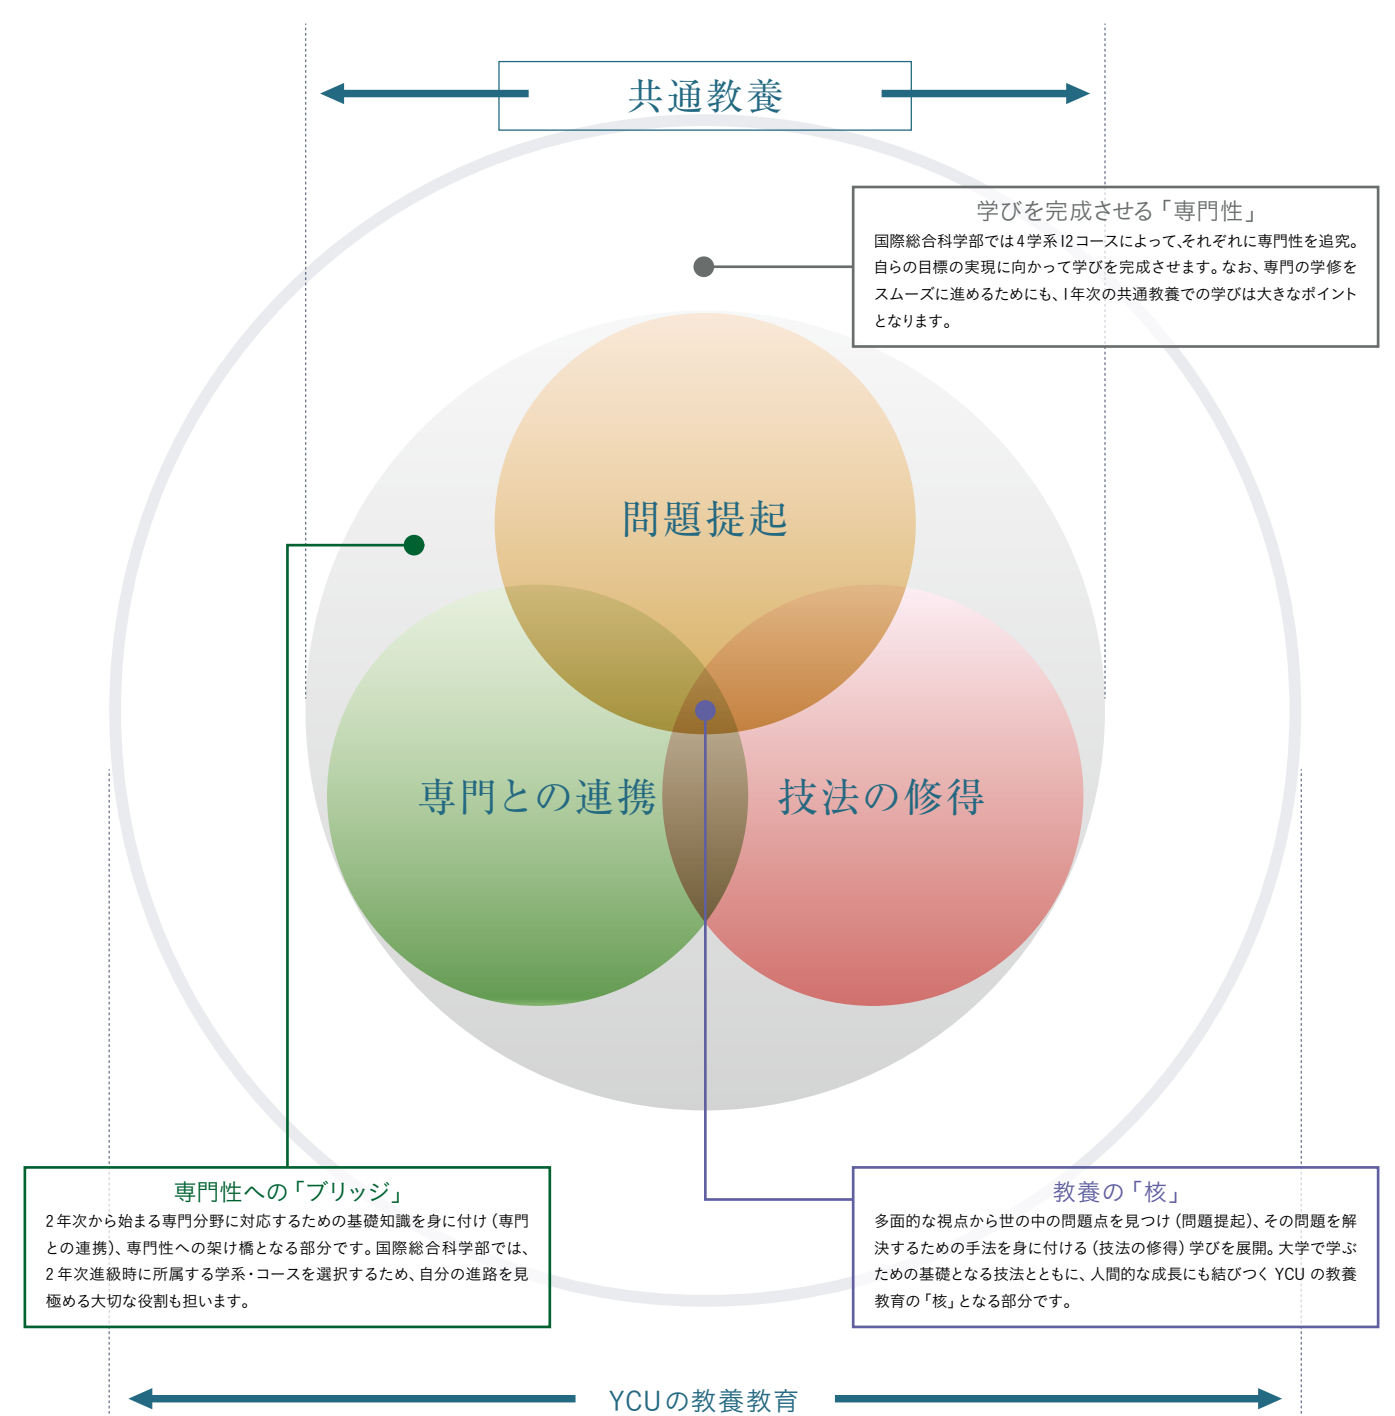 共通教養
学びを完成させる「専門性」
国際総合科学部では4学系12コースによって、それぞれに専門性を追究。
自らの目標の実現に向かって学びを完成させます。なお、専門の学修を
スムーズに進めるためにも、1年次の共通教養での学びは大きなポイント
となります。
問題提起
専門との連携
技法の修得
専門性への「ブリッジ」
2年次から始まる専門分野に対応するための基礎知識を身に付け(専門
との連携)、専門性への架け橋となる部分です。国際総合科学部では、
2年次進級時に所属する学系・コースを選択するため、自分の進路を見
極める大切な役割も担います。
教養の「核」
多面的な視点から世の中の問題点を見つけ(問題提起)、その問題を解
決するための手法を身に付ける(技法の修得)学びを展開。大学で学ぶ
ための基礎となる技法とともに、人間的な成長にも結びつく YCU の教養
教育の「核」となる部分です。
YCUの教養教育